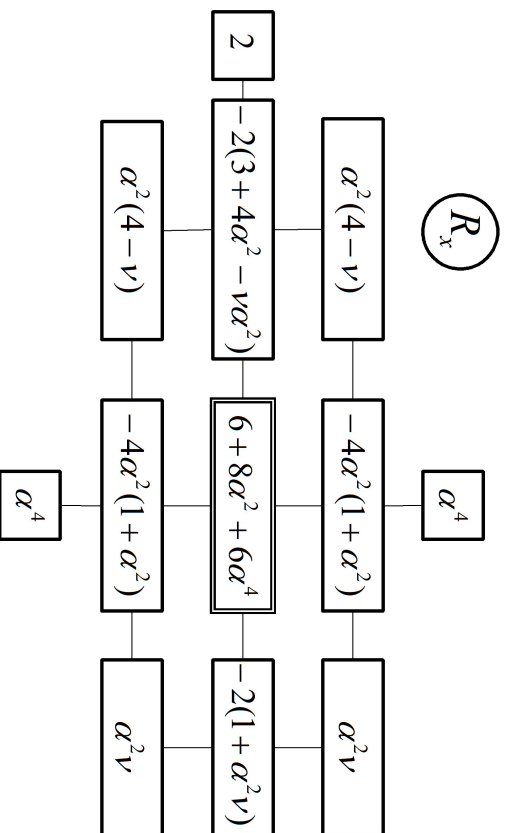 Rₓ
α⁴
α²(4−ν) −4α²(1+α²) α²ν
2 −2(3+4α²−να²) 6+8α²+6α⁴ −2(1+α²ν)
α²(4−ν) −4α²(1+α²) α²ν
α⁴